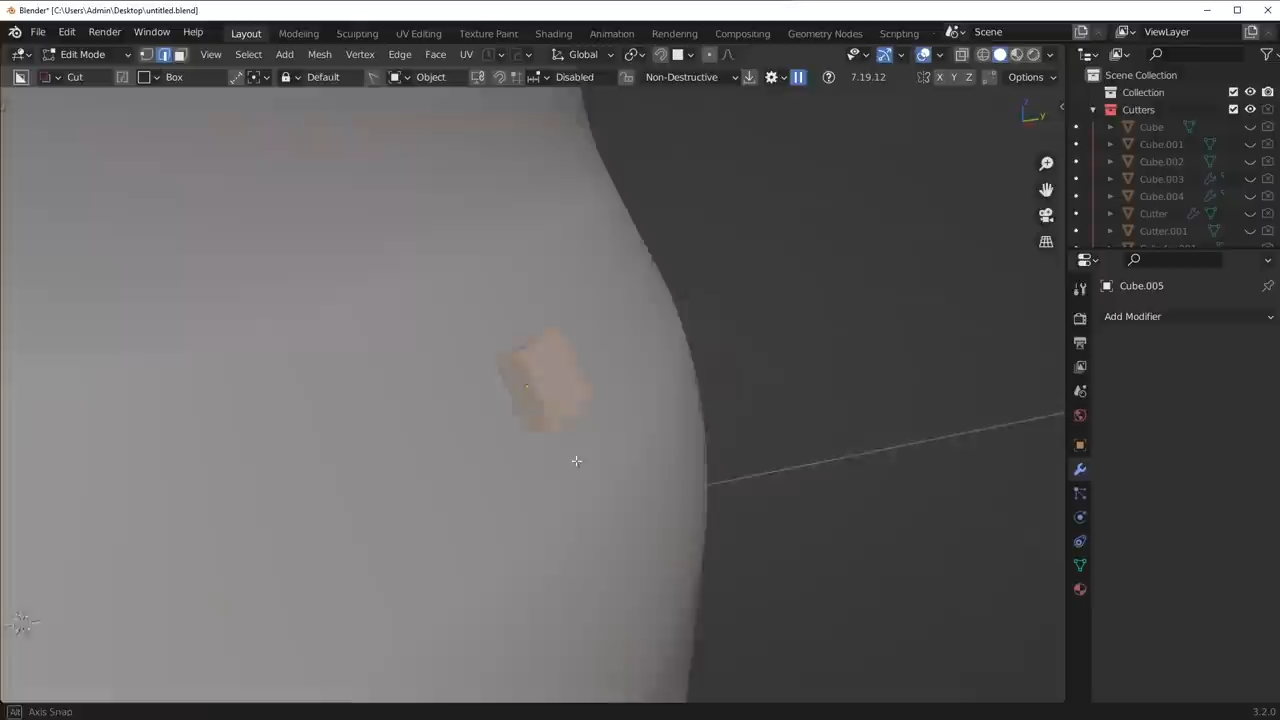 Blender* [C:\Users\Admin\Desktop\untitled.blend]
File Edit Render Window Help Layout Modeling Sculpting UV Editing Texture Paint Shading Animation Rendering Compositing Geometry Nodes Scripting Scene ViewLayer
Edit Mode View Select Add Mesh Vertex Edge Face UV Global
Cut Box Default Object Disabled Non-Destructive 7.19.12 X Y Z Options
Scene Collection
Collection
Cutters
Cube
Cube.001
Cube.002
Cube.003
Cube.004
Cutter
Cutter.001
Cube.005
Add Modifier
Alt Axis Snap 3.2.0